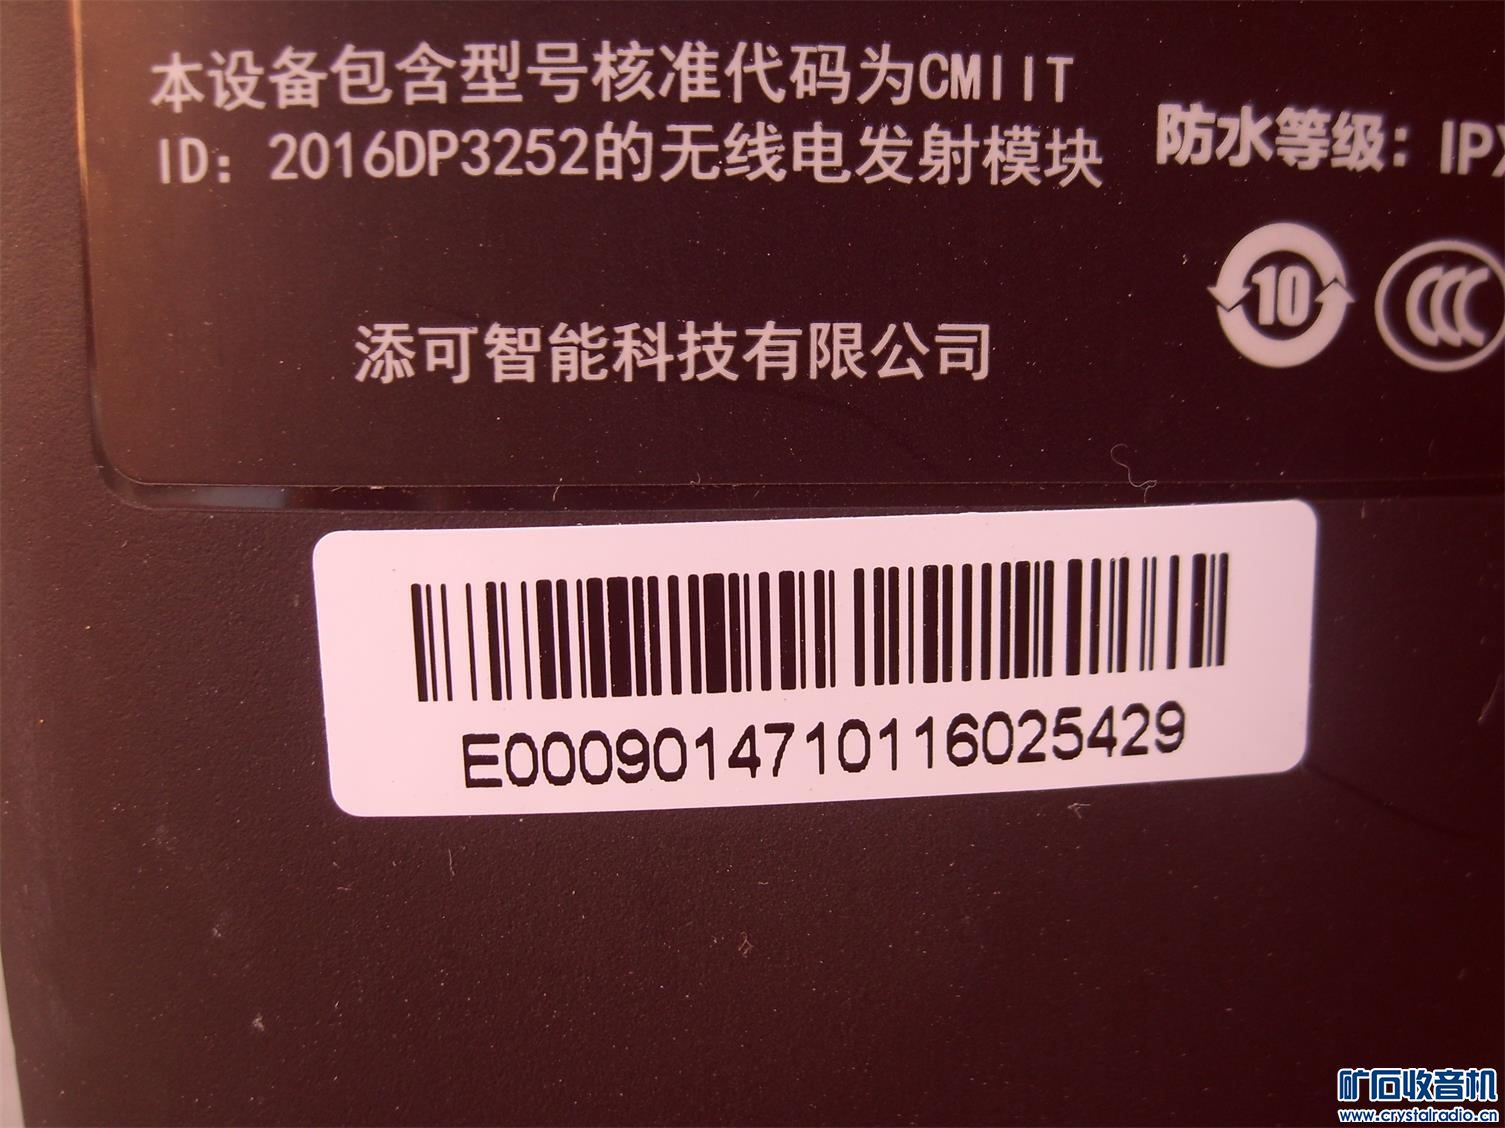 本设备包含型号核准代码为CMIIT
ID：2016DP3252的无线电发射模块
防水等级：IPX
10
CCC
添可智能科技有限公司
E0009014710116025429
矿石收音机
www.crystalradio.cn